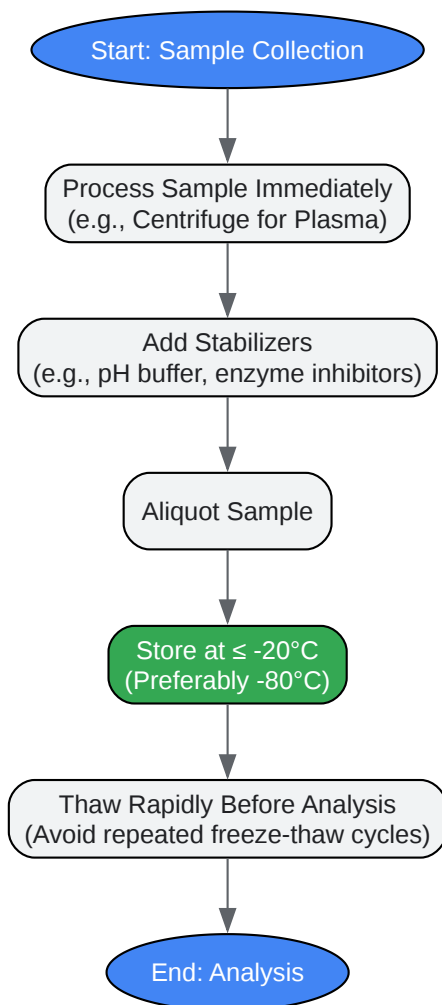 Start: Sample Collection
Process Sample Immediately
(e.g., Centrifuge for Plasma)
Add Stabilizers
(e.g., pH buffer, enzyme inhibitors)
Aliquot Sample
Store at ≤ -20°C
(Preferably -80°C)
Thaw Rapidly Before Analysis
(Avoid repeated freeze-thaw cycles)
End: Analysis